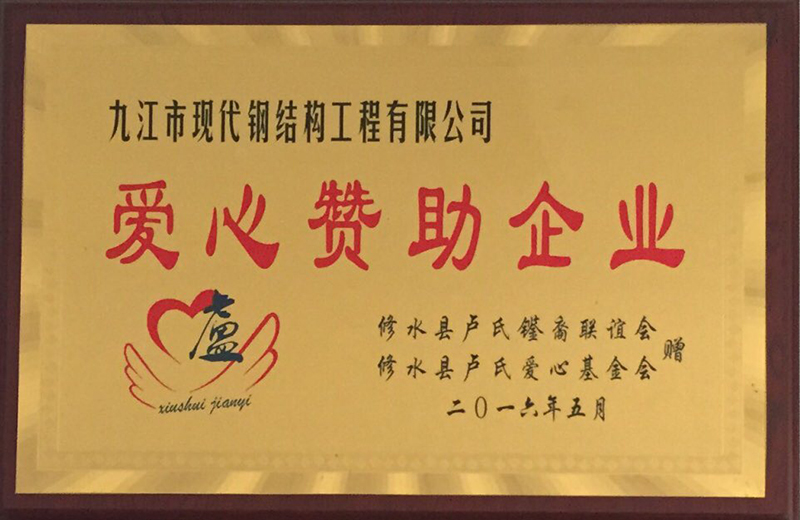 九江市现代钢结构工程有限公司
爱心赞助企业
盧
xiushui jianyi
修水县卢氏鑑裔联谊会
修水县卢氏爱心基金会
赠
二〇一六年五月